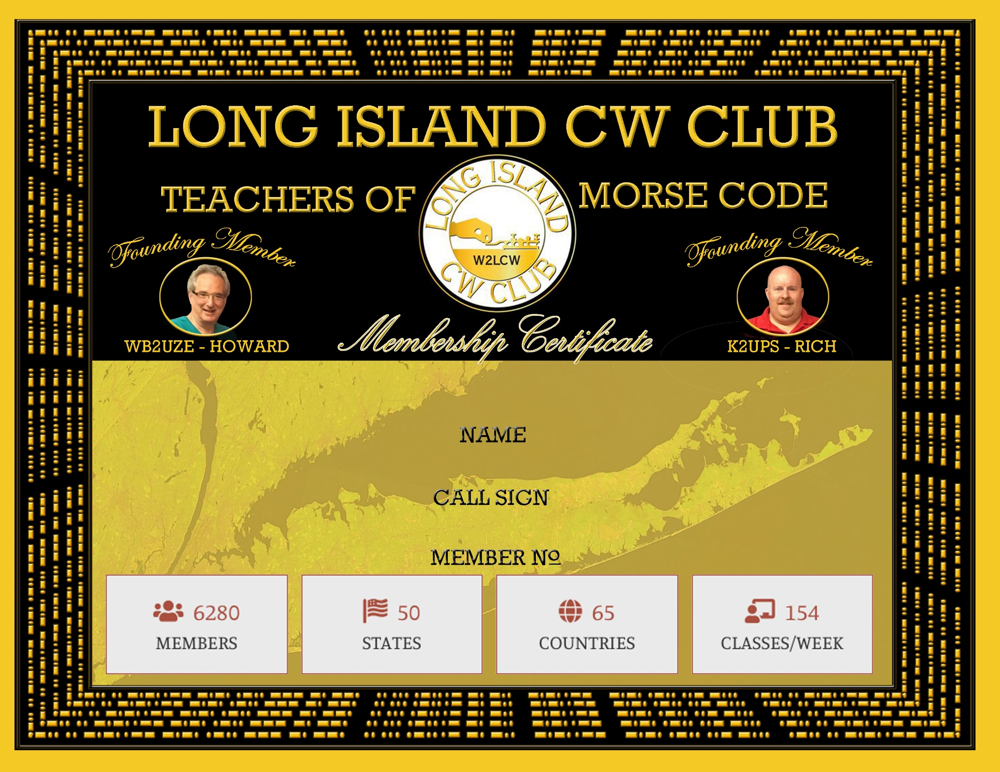 LONG ISLAND CW CLUB
TEACHERS OF
MORSE CODE
LONG ISLAND
W2LCW
CW CLUB
Founding Member
Founding Member
WB2UZE - HOWARD
K2UPS - RICH
Membership Certificate
NAME
CALL SIGN
MEMBER Nº
6280
MEMBERS
50
STATES
65
COUNTRIES
154
CLASSES/WEEK